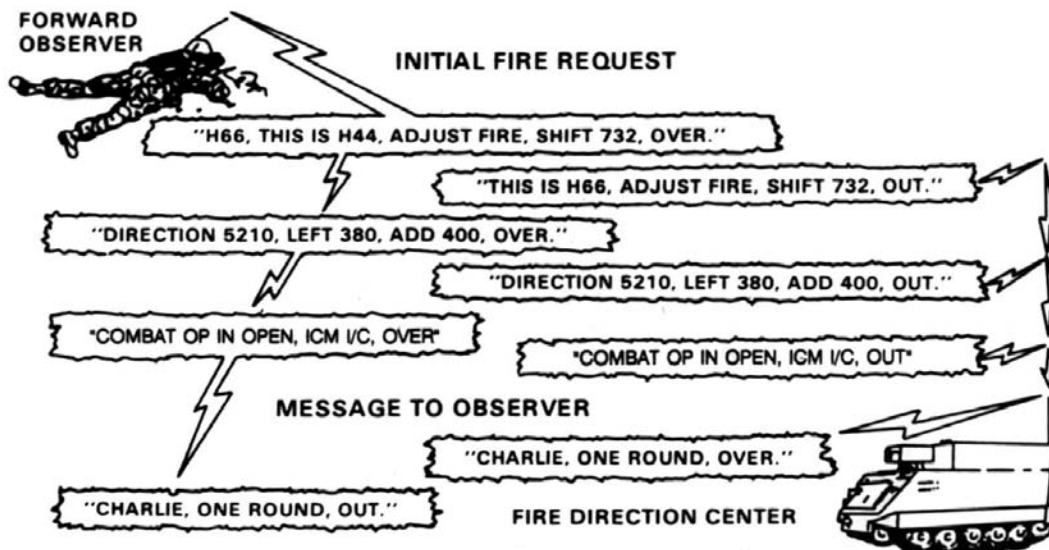 FORWARD
OBSERVER
INITIAL FIRE REQUEST
"H66, THIS IS H44, ADJUST FIRE, SHIFT 732, OVER."
"THIS IS H66, ADJUST FIRE, SHIFT 732, OUT."
"DIRECTION 5210, LEFT 380, ADD 400, OVER."
"DIRECTION 5210, LEFT 380, ADD 400, OUT."
"COMBAT OP IN OPEN, ICM I/C, OVER"
"COMBAT OP IN OPEN, ICM I/C, OUT"
MESSAGE TO OBSERVER
"CHARLIE, ONE ROUND, OVER."
"CHARLIE, ONE ROUND, OUT."
FIRE DIRECTION CENTER